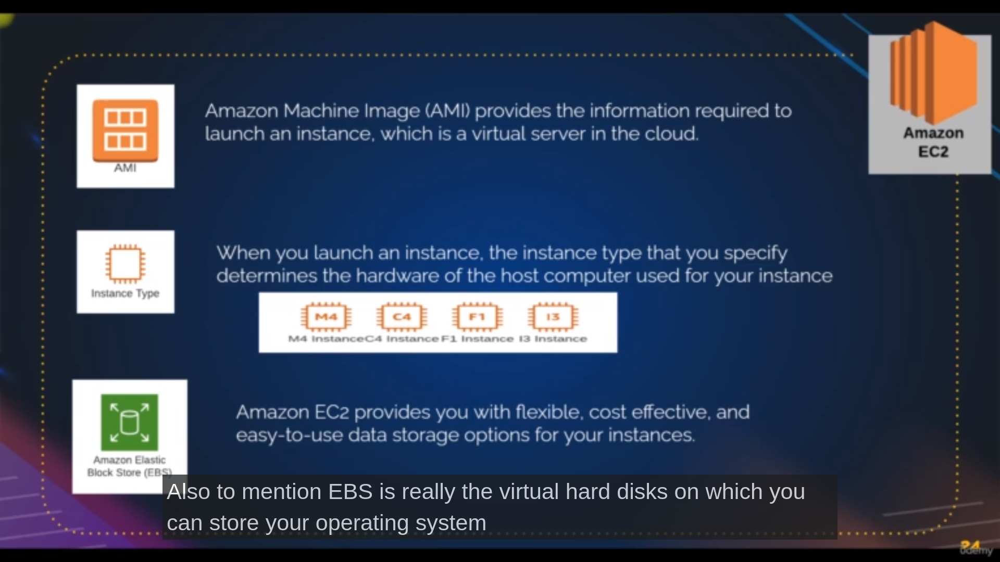 Amazon
EC2
Amazon Machine Image (AMI) provides the information required to
launch an instance, which is a virtual server in the cloud.
AMI
When you launch an instance, the instance type that you specify
determines the hardware of the host computer used for your instance
Instance Type
M4 C4 F1 I3
M4 Instance C4 Instance F1 Instance I3 Instance
Amazon EC2 provides you with flexible, cost effective, and
easy-to-use data storage options for your instances.
Amazon Elastic
Block Store (EBS)
Also to mention EBS is really the virtual hard disks on which you
can store your operating system
24
ûdemy